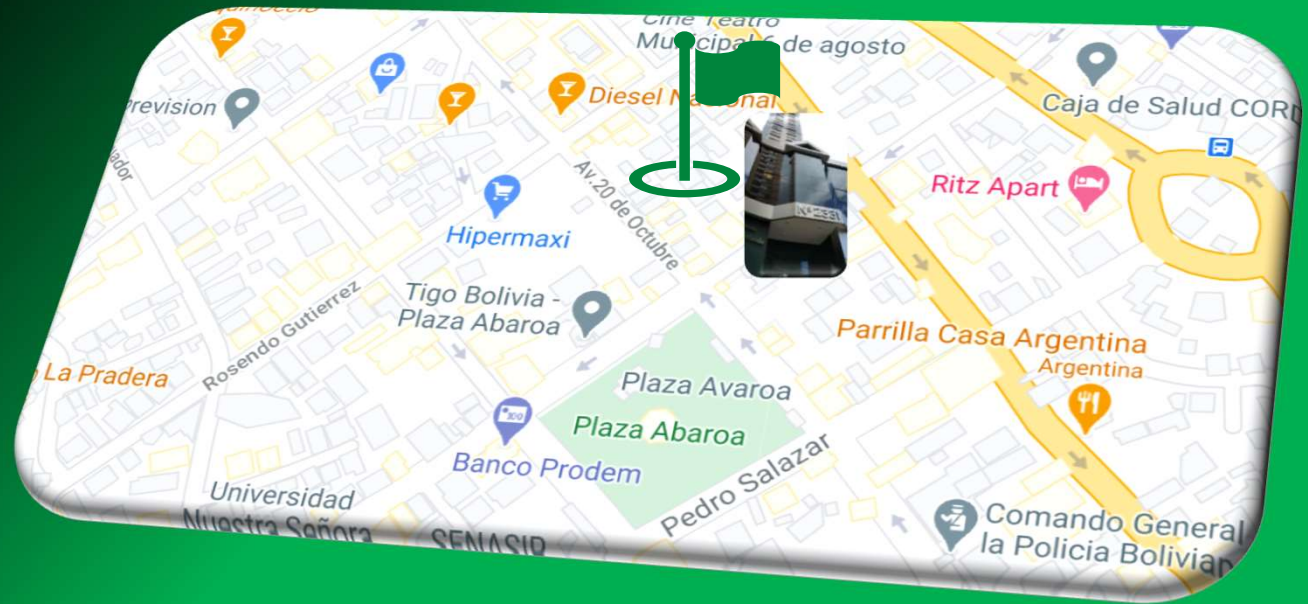 Cine Teatro
Municipal 6 de agosto
Diesel Nacional
Prevision
Caja de Salud CORD
Ritz Apart
Av.20 de Octubre
Hipermaxi
Tigo Bolivia -
Plaza Abaroa
Rosendo Gutierrez
La Pradera
Parrilla Casa Argentina
Argentina
Plaza Avaroa
Plaza Abaroa
Banco Prodem
Pedro Salazar
Universidad
Nuestra Señora
SENASIR
Comando General
la Policia Bolivian